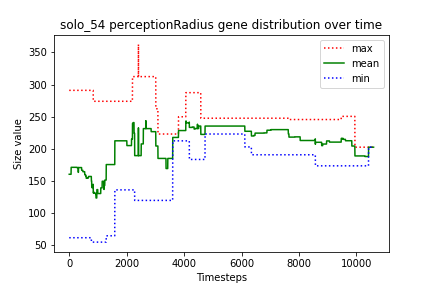 solo_54 perceptionRadius gene distribution over time
max
mean
min
Size value
350
300
250
200
150
100
50
0
2000
4000
6000
8000
10000
Timesteps